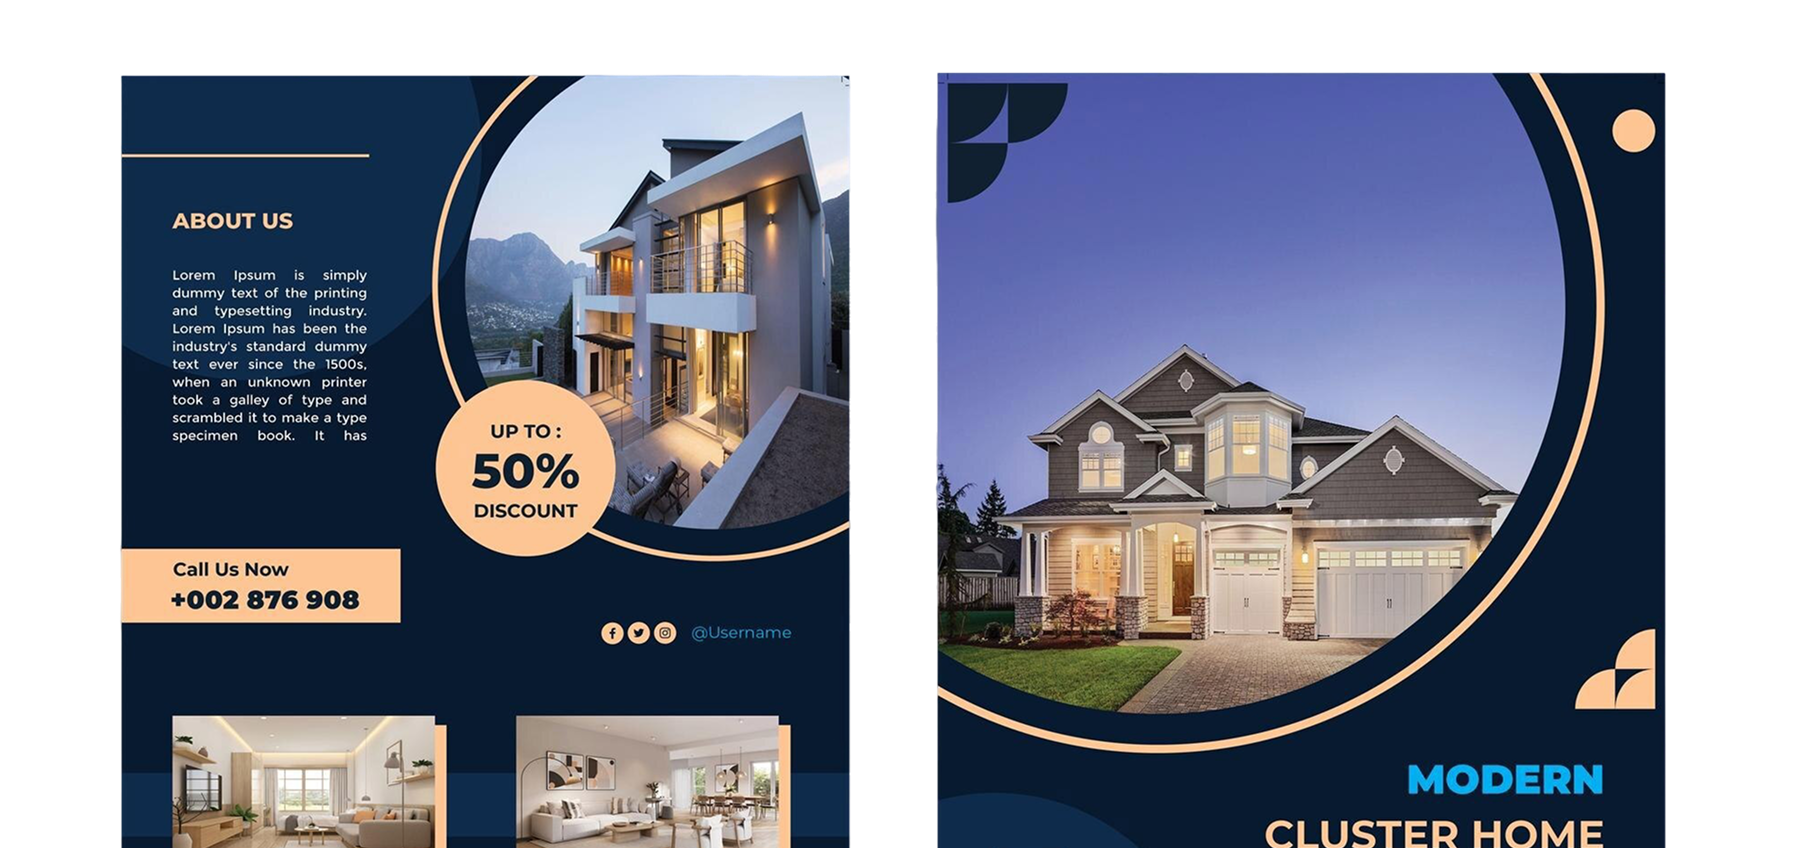 ABOUT US
Lorem Ipsum is simply
dummy text of the printing
and typesetting industry.
Lorem Ipsum has been the
industry's standard dummy
text ever since the 1500s,
when an unknown printer
took a galley of type and
scrambled it to make a type
specimen book. It has
UP TO :
50%
DISCOUNT
Call Us Now
+002 876 908
@Username
MODERN
CLUSTER HOME